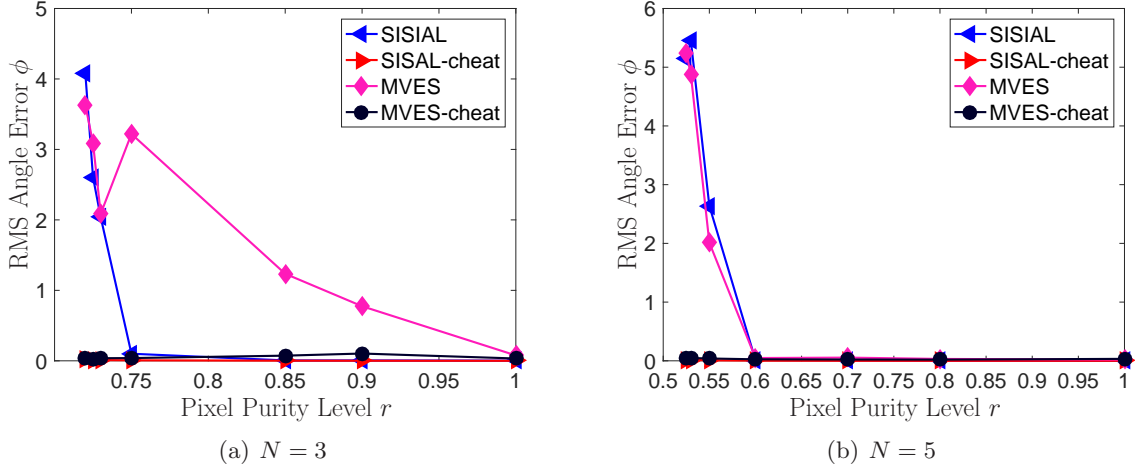 5
4
3
2
1
0
RMS Angle Error ϕ
SISIAL
SISAL-cheat
MVES
MVES-cheat
0.75 0.8 0.85 0.9 0.95 1
Pixel Purity Level r
(a) N = 3
6
5
4
3
2
1
0
RMS Angle Error ϕ
SISIAL
SISAL-cheat
MVES
MVES-cheat
0.5 0.55 0.6 0.65 0.7 0.75 0.8 0.85 0.9 0.95 1
Pixel Purity Level r
(b) N = 5